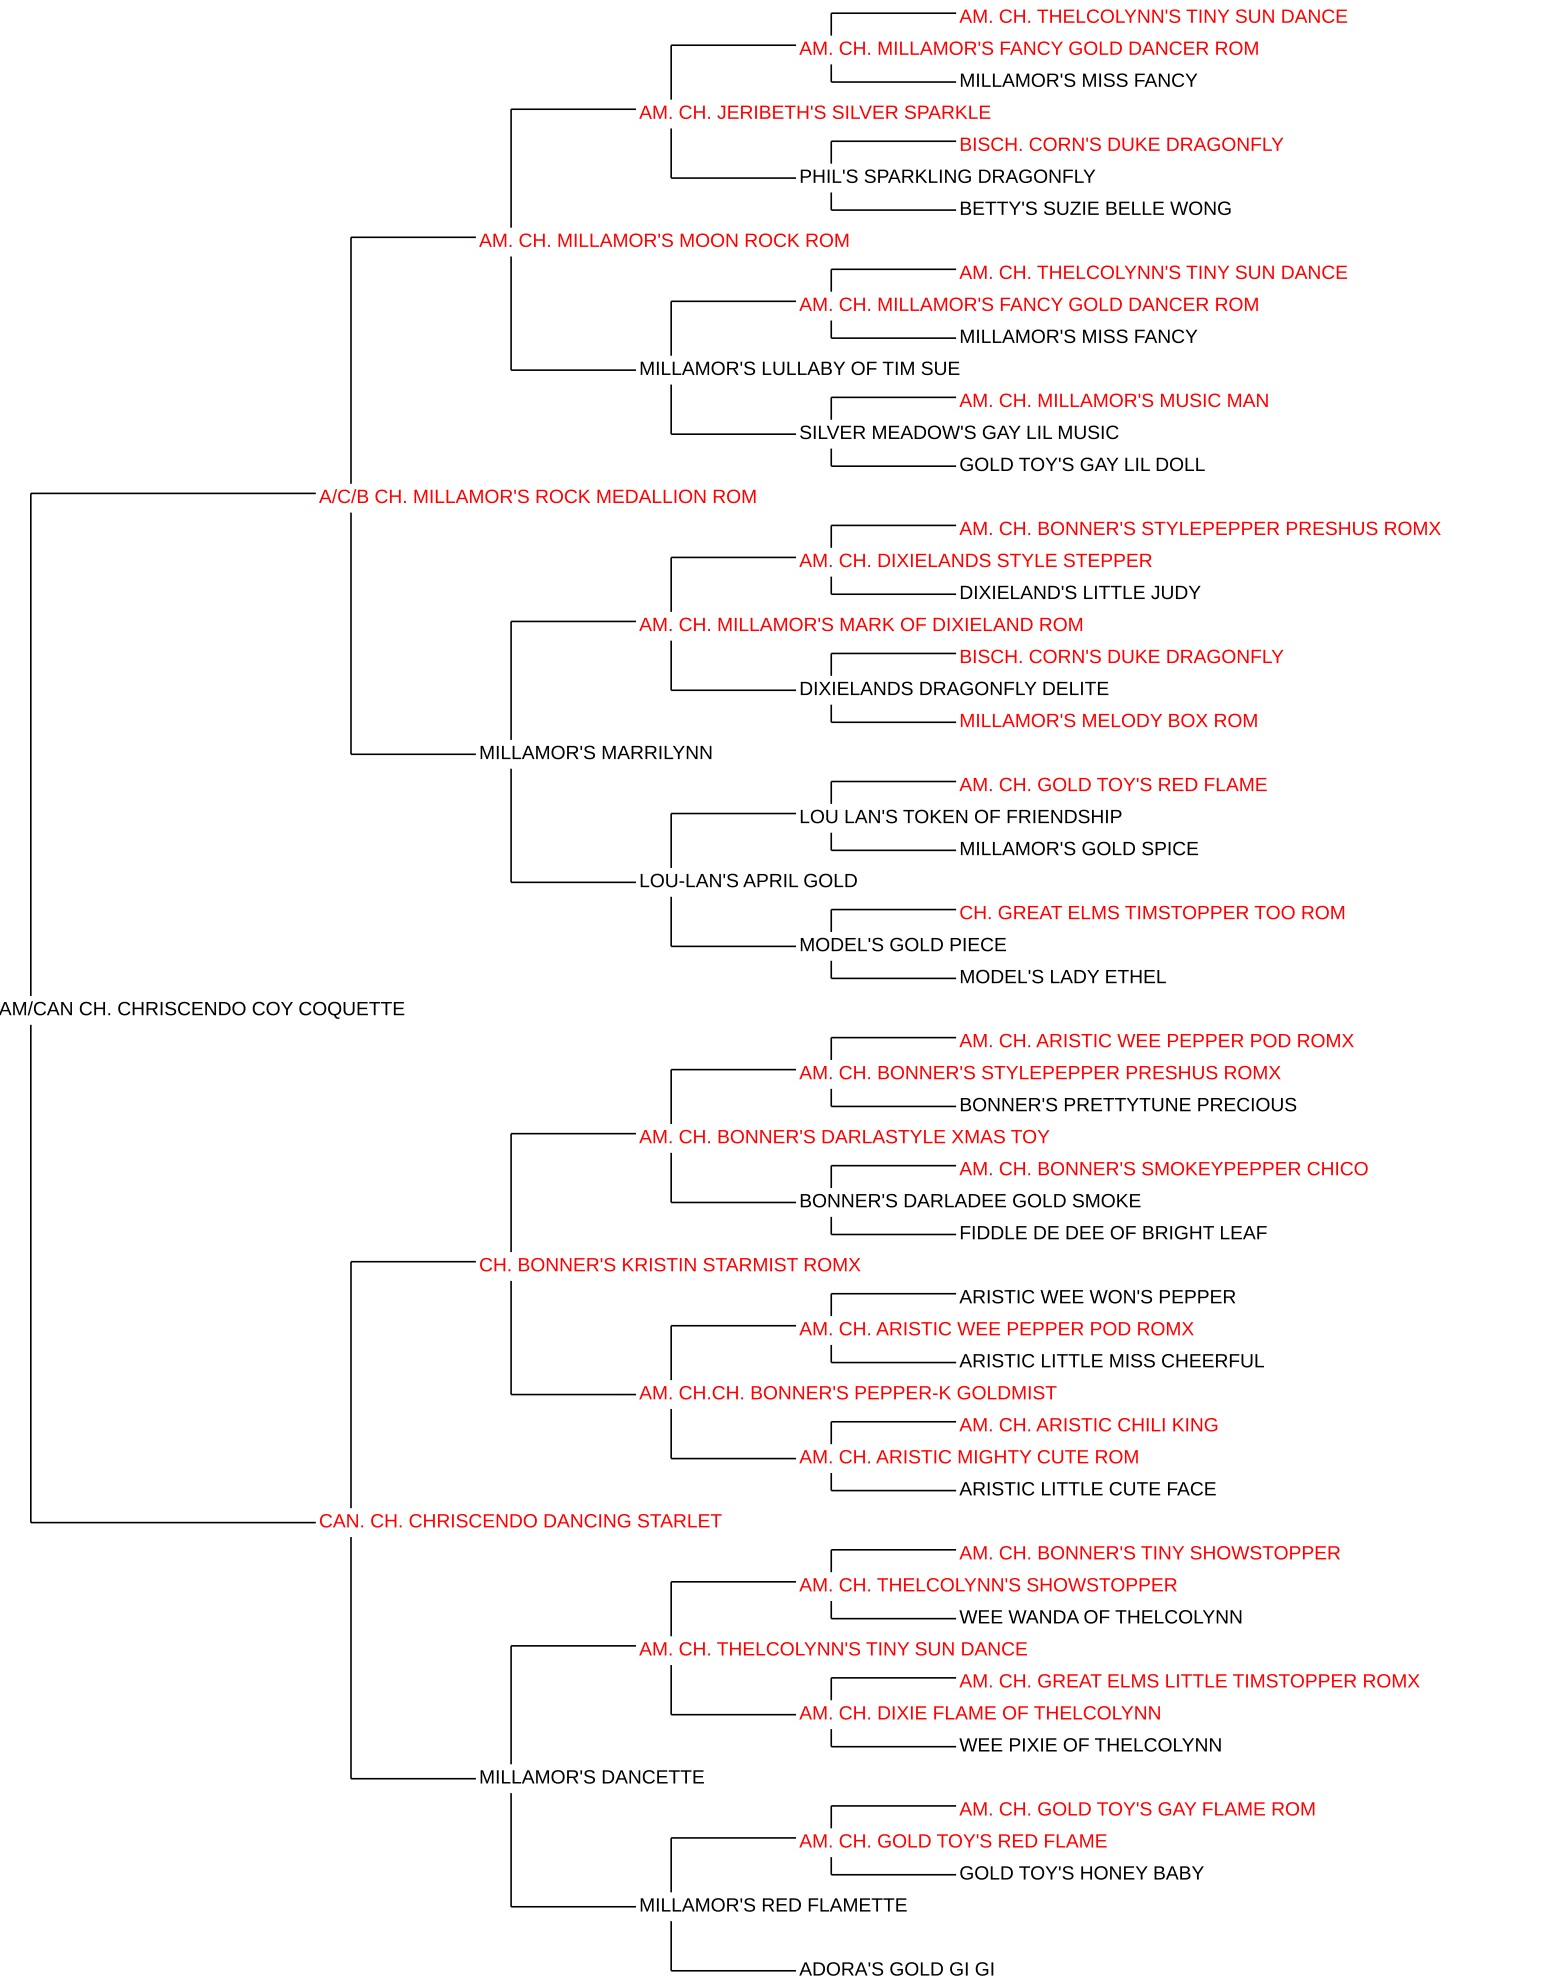 AM. CH. THELCOLYNN'S TINY SUN DANCE
AM. CH. MILLAMOR'S FANCY GOLD DANCER ROM
MILLAMOR'S MISS FANCY
AM. CH. JERIBETH'S SILVER SPARKLE
BISCH. CORN'S DUKE DRAGONFLY
PHIL'S SPARKLING DRAGONFLY
BETTY'S SUZIE BELLE WONG
AM. CH. MILLAMOR'S MOON ROCK ROM
AM. CH. THELCOLYNN'S TINY SUN DANCE
AM. CH. MILLAMOR'S FANCY GOLD DANCER ROM
MILLAMOR'S MISS FANCY
MILLAMOR'S LULLABY OF TIM SUE
AM. CH. MILLAMOR'S MUSIC MAN
SILVER MEADOW'S GAY LIL MUSIC
GOLD TOY'S GAY LIL DOLL
A/C/B CH. MILLAMOR'S ROCK MEDALLION ROM
AM. CH. BONNER'S STYLEPEPPER PRESHUS ROMX
AM. CH. DIXIELANDS STYLE STEPPER
DIXIELAND'S LITTLE JUDY
AM. CH. MILLAMOR'S MARK OF DIXIELAND ROM
BISCH. CORN'S DUKE DRAGONFLY
DIXIELANDS DRAGONFLY DELITE
MILLAMOR'S MELODY BOX ROM
MILLAMOR'S MARRILYNN
AM. CH. GOLD TOY'S RED FLAME
LOU LAN'S TOKEN OF FRIENDSHIP
MILLAMOR'S GOLD SPICE
LOU-LAN'S APRIL GOLD
CH. GREAT ELMS TIMSTOPPER TOO ROM
MODEL'S GOLD PIECE
MODEL'S LADY ETHEL
AM/CAN CH. CHRISCENDO COY COQUETTE
AM. CH. ARISTIC WEE PEPPER POD ROMX
AM. CH. BONNER'S STYLEPEPPER PRESHUS ROMX
BONNER'S PRETTYTUNE PRECIOUS
AM. CH. BONNER'S DARLASTYLE XMAS TOY
AM. CH. BONNER'S SMOKEYPEPPER CHICO
BONNER'S DARLADEE GOLD SMOKE
FIDDLE DE DEE OF BRIGHT LEAF
CH. BONNER'S KRISTIN STARMIST ROMX
ARISTIC WEE WON'S PEPPER
AM. CH. ARISTIC WEE PEPPER POD ROMX
ARISTIC LITTLE MISS CHEERFUL
AM. CH.CH. BONNER'S PEPPER-K GOLDMIST
AM. CH. ARISTIC CHILI KING
AM. CH. ARISTIC MIGHTY CUTE ROM
ARISTIC LITTLE CUTE FACE
CAN. CH. CHRISCENDO DANCING STARLET
AM. CH. BONNER'S TINY SHOWSTOPPER
AM. CH. THELCOLYNN'S SHOWSTOPPER
WEE WANDA OF THELCOLYNN
AM. CH. THELCOLYNN'S TINY SUN DANCE
AM. CH. GREAT ELMS LITTLE TIMSTOPPER ROMX
AM. CH. DIXIE FLAME OF THELCOLYNN
WEE PIXIE OF THELCOLYNN
MILLAMOR'S DANCETTE
AM. CH. GOLD TOY'S GAY FLAME ROM
AM. CH. GOLD TOY'S RED FLAME
GOLD TOY'S HONEY BABY
MILLAMOR'S RED FLAMETTE
ADORA'S GOLD GI GI